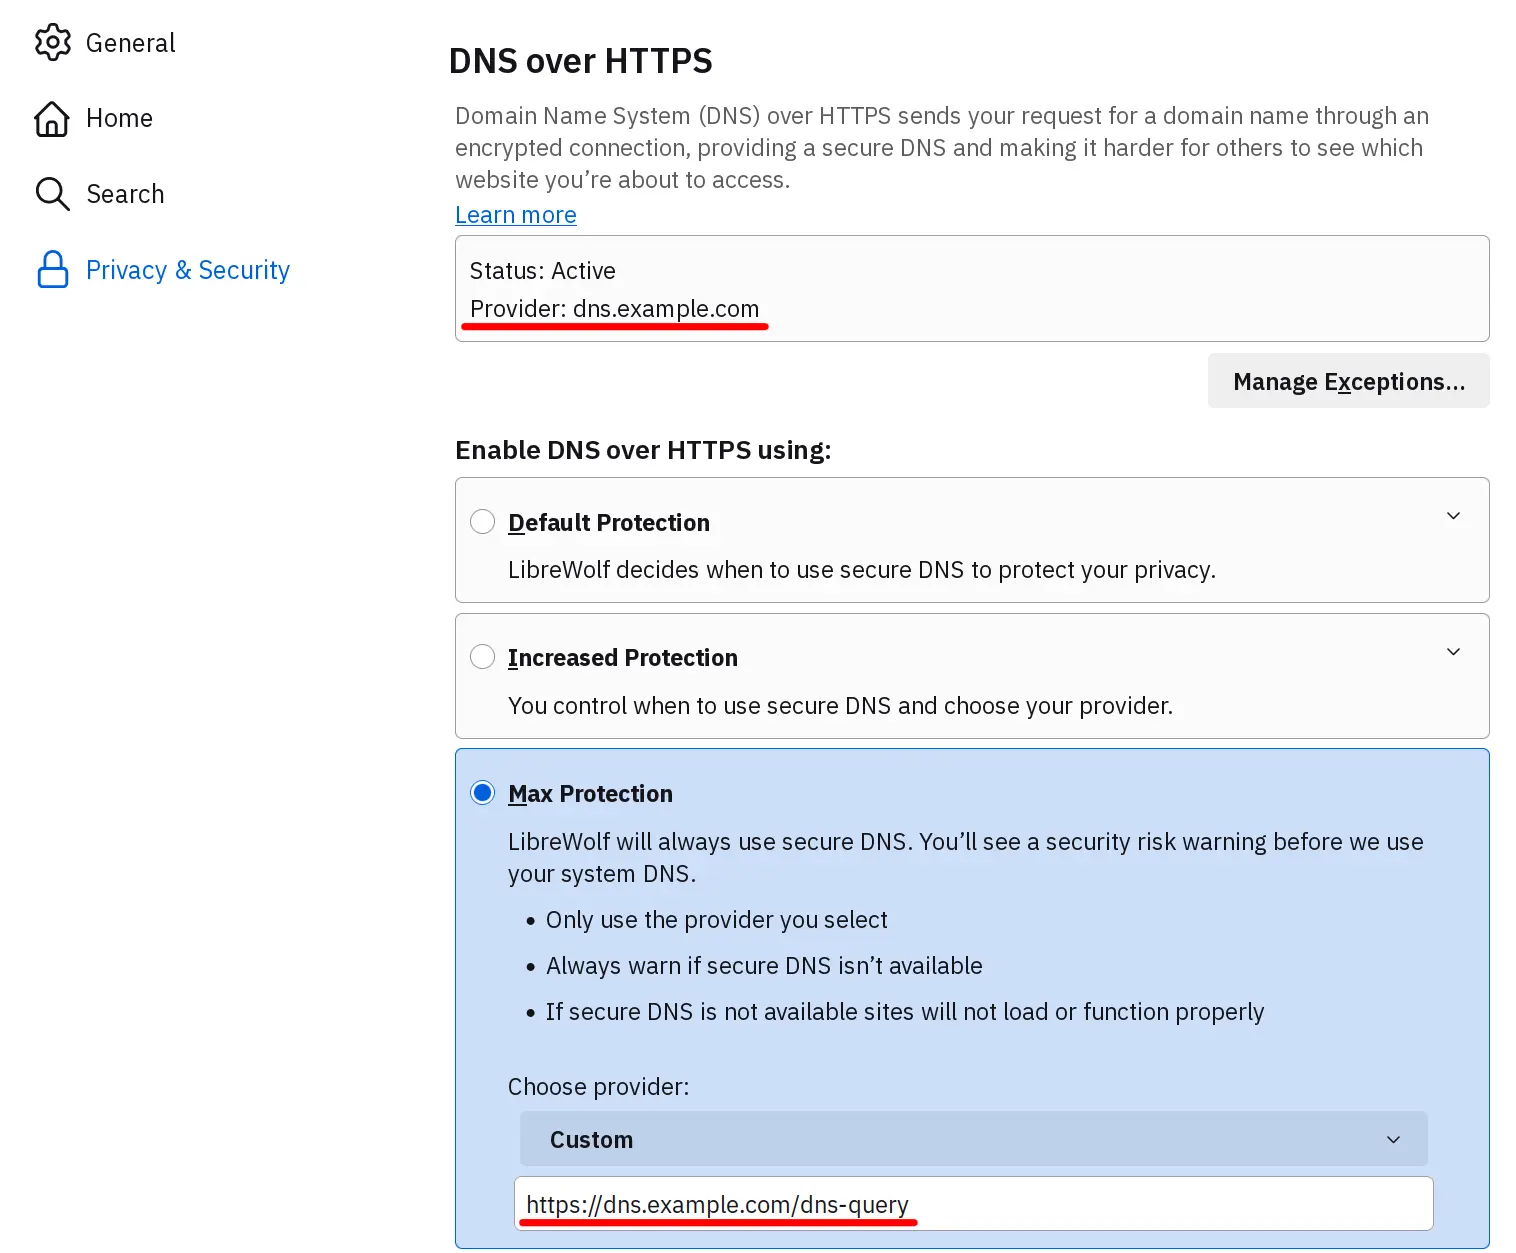 General
Home
Search
Privacy & Security
DNS over HTTPS
Domain Name System (DNS) over HTTPS sends your request for a domain name through an
encrypted connection, providing a secure DNS and making it harder for others to see which
website you’re about to access.
Learn more
Status: Active
Provider: dns.example.com
Manage Exceptions...
Enable DNS over HTTPS using:
Default Protection
LibreWolf decides when to use secure DNS to protect your privacy.
Increased Protection
You control when to use secure DNS and choose your provider.
Max Protection
LibreWolf will always use secure DNS. You’ll see a security risk warning before we use
your system DNS.
• Only use the provider you select
• Always warn if secure DNS isn’t available
• If secure DNS is not available sites will not load or function properly
Choose provider:
Custom
https://dns.example.com/dns-query